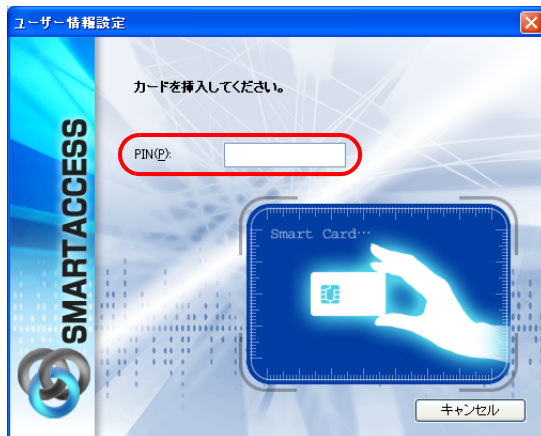 ユーザー情報設定
カードを挿入してください。
PIN(P):
Smart Card…
SMARTACCESS
キャンセル